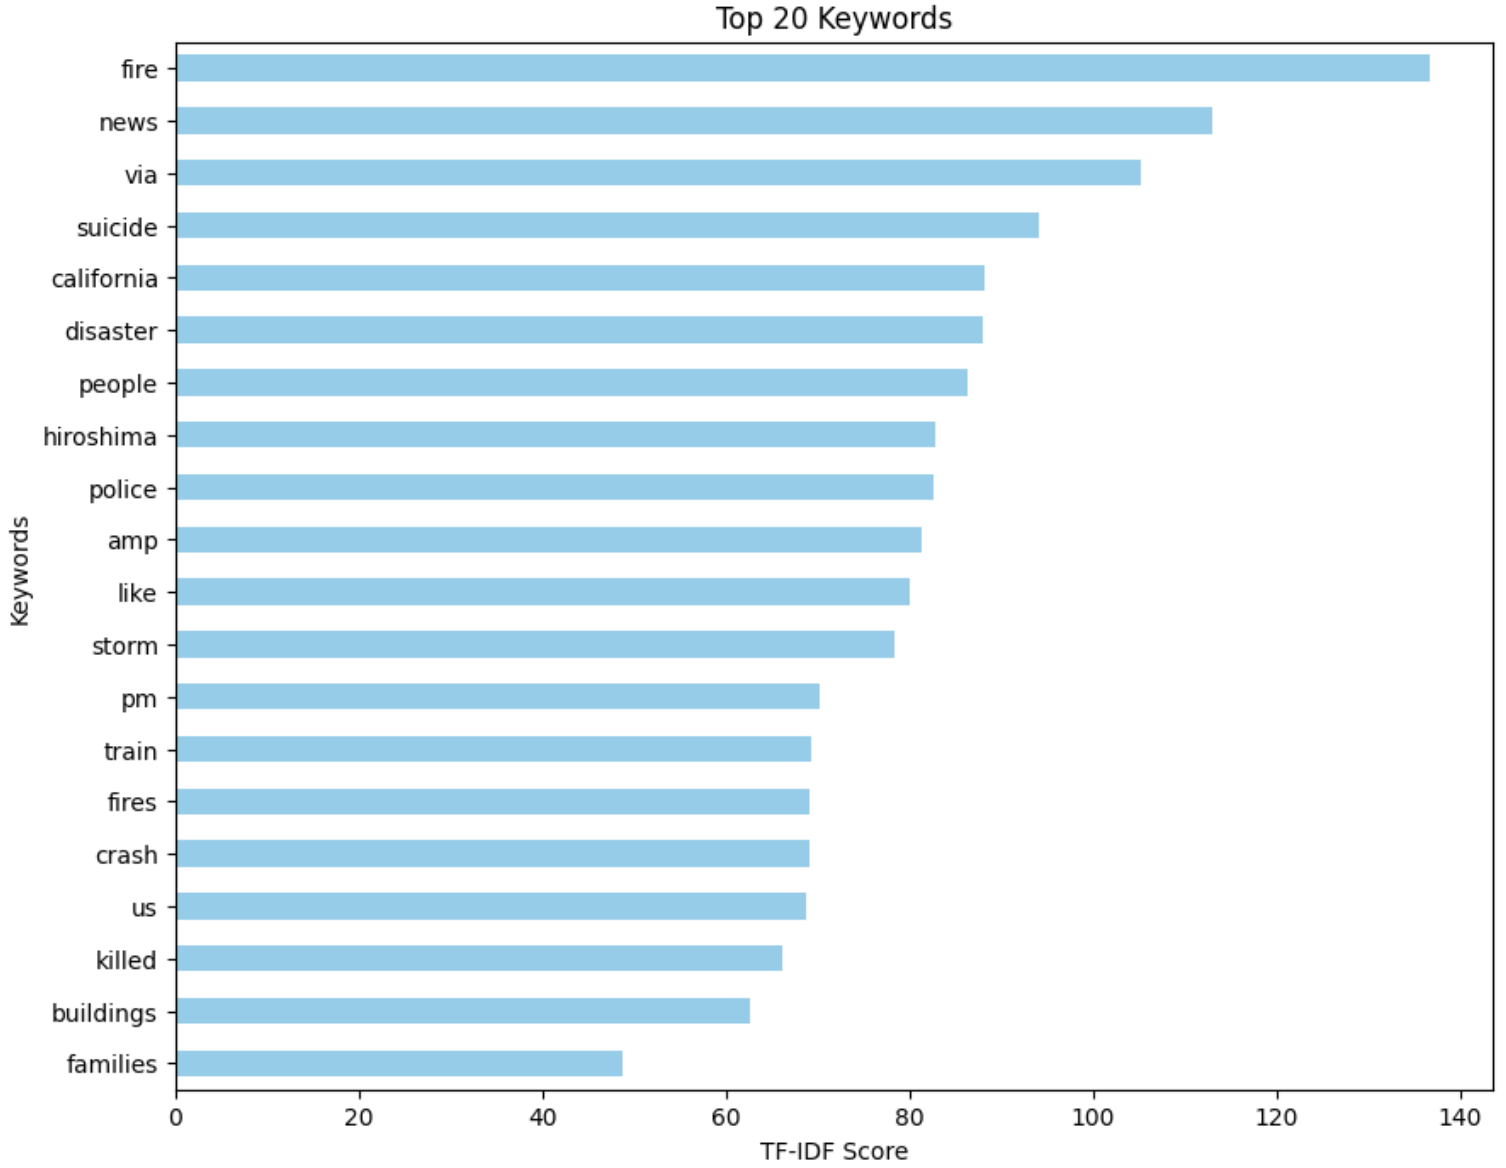 Top 20 Keywords
fire
news
via
suicide
california
disaster
people
hiroshima
police
amp
like
storm
pm
train
fires
crash
us
killed
buildings
families
Keywords
0 20 40 60 80 100 120 140
TF-IDF Score